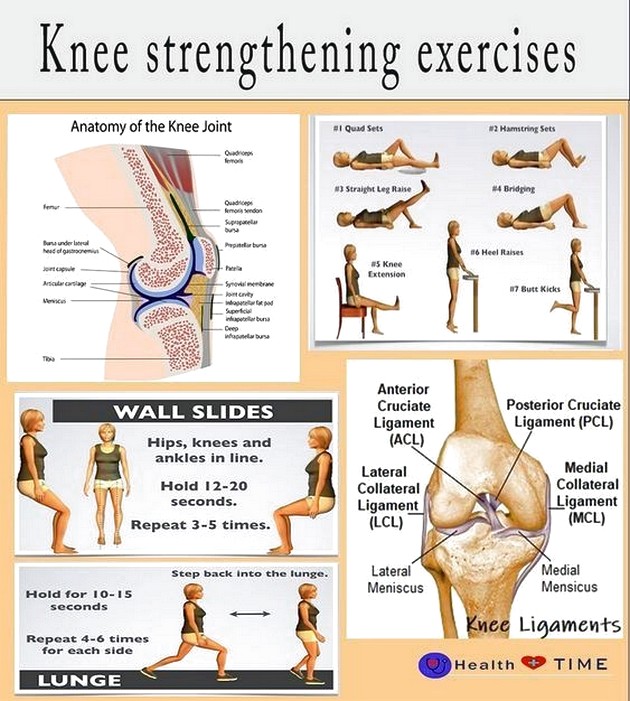 Knee strengthening exercises
Anatomy of the Knee Joint
Quadriceps
femoris
Femur
Quadriceps
femoris tendon
Suprapatellar
bursa
Bursa under lateral
head of gastrocnemius
Prepatellar bursa
Joint capsule
Patella
Articular cartilage
Synovial membrane
Meniscus
Joint cavity
Infrapatellar fat pad
Superficial
infrapatellar bursa
Deep
infrapatellar bursa
Tibia
#1 Quad Sets
#2 Hamstring Sets
#3 Straight Leg Raise
#4 Bridging
#5 Knee
Extension
#6 Heel Raises
#7 Butt Kicks
WALL SLIDES
Hips, knees and
ankles in line.
Hold 12-20
seconds.
Repeat 3-5 times.
Step back into the lunge.
Hold for 10-15
seconds
Repeat 4-6 times
for each side
LUNGE
Anterior
Cruciate
Ligament
(ACL)
Posterior Cruciate
Ligament (PCL)
Lateral
Collateral
Ligament
(LCL)
Medial
Collateral
Ligament
(MCL)
Lateral
Meniscus
Medial
Mensicus
Knee Ligaments
Health TIME